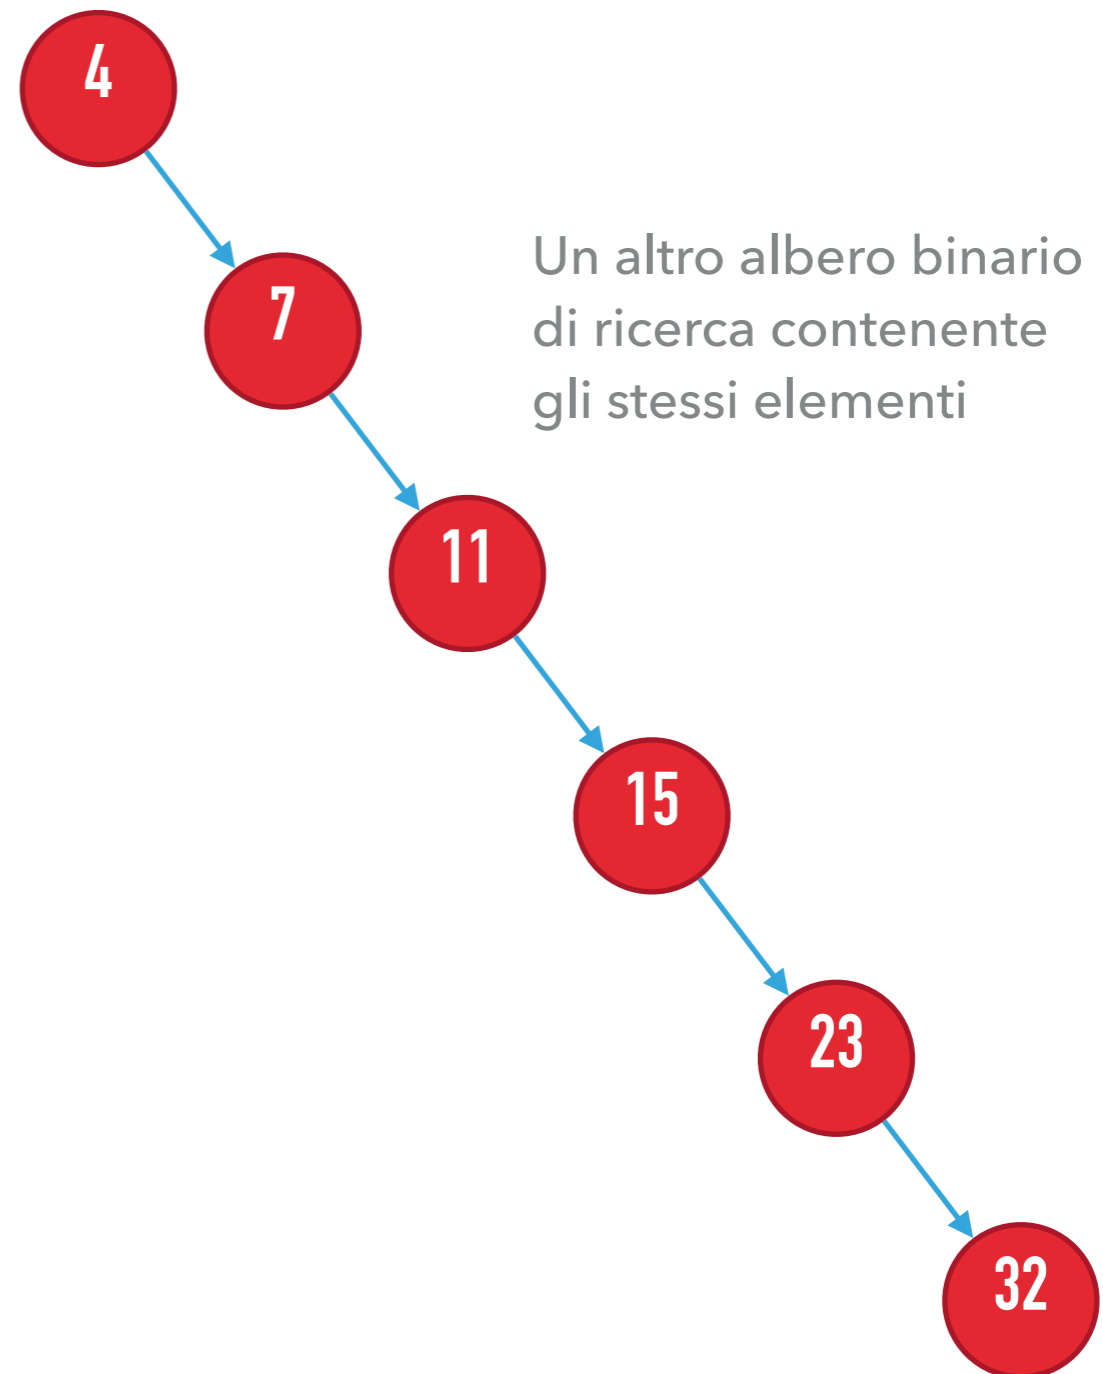 4
7
Un altro albero binario
di ricerca contenente
gli stessi elementi
11
15
23
32